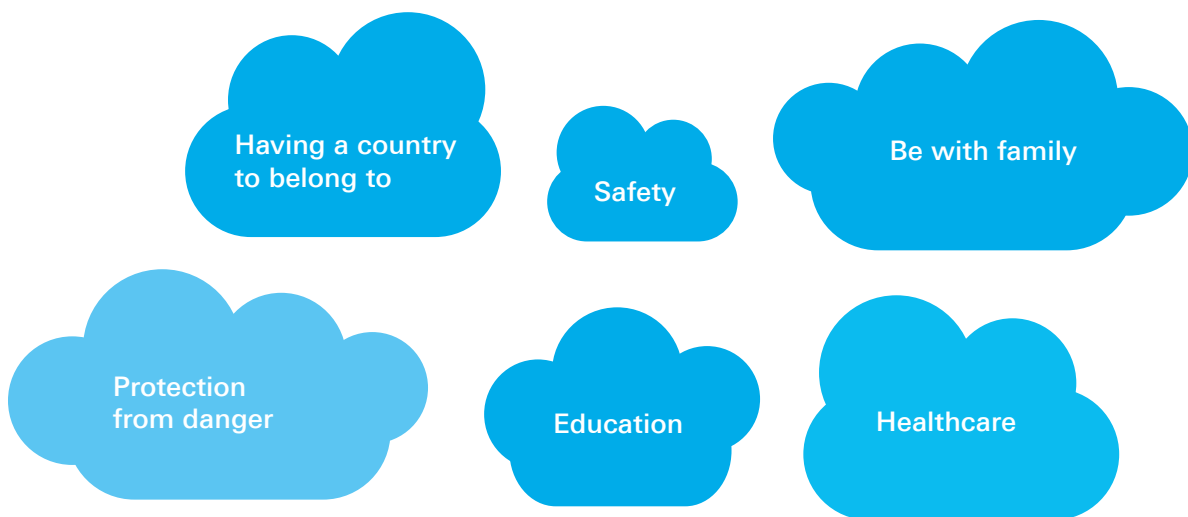 Having a country
to belong to
Safety
Be with family
Protection
from danger
Education
Healthcare